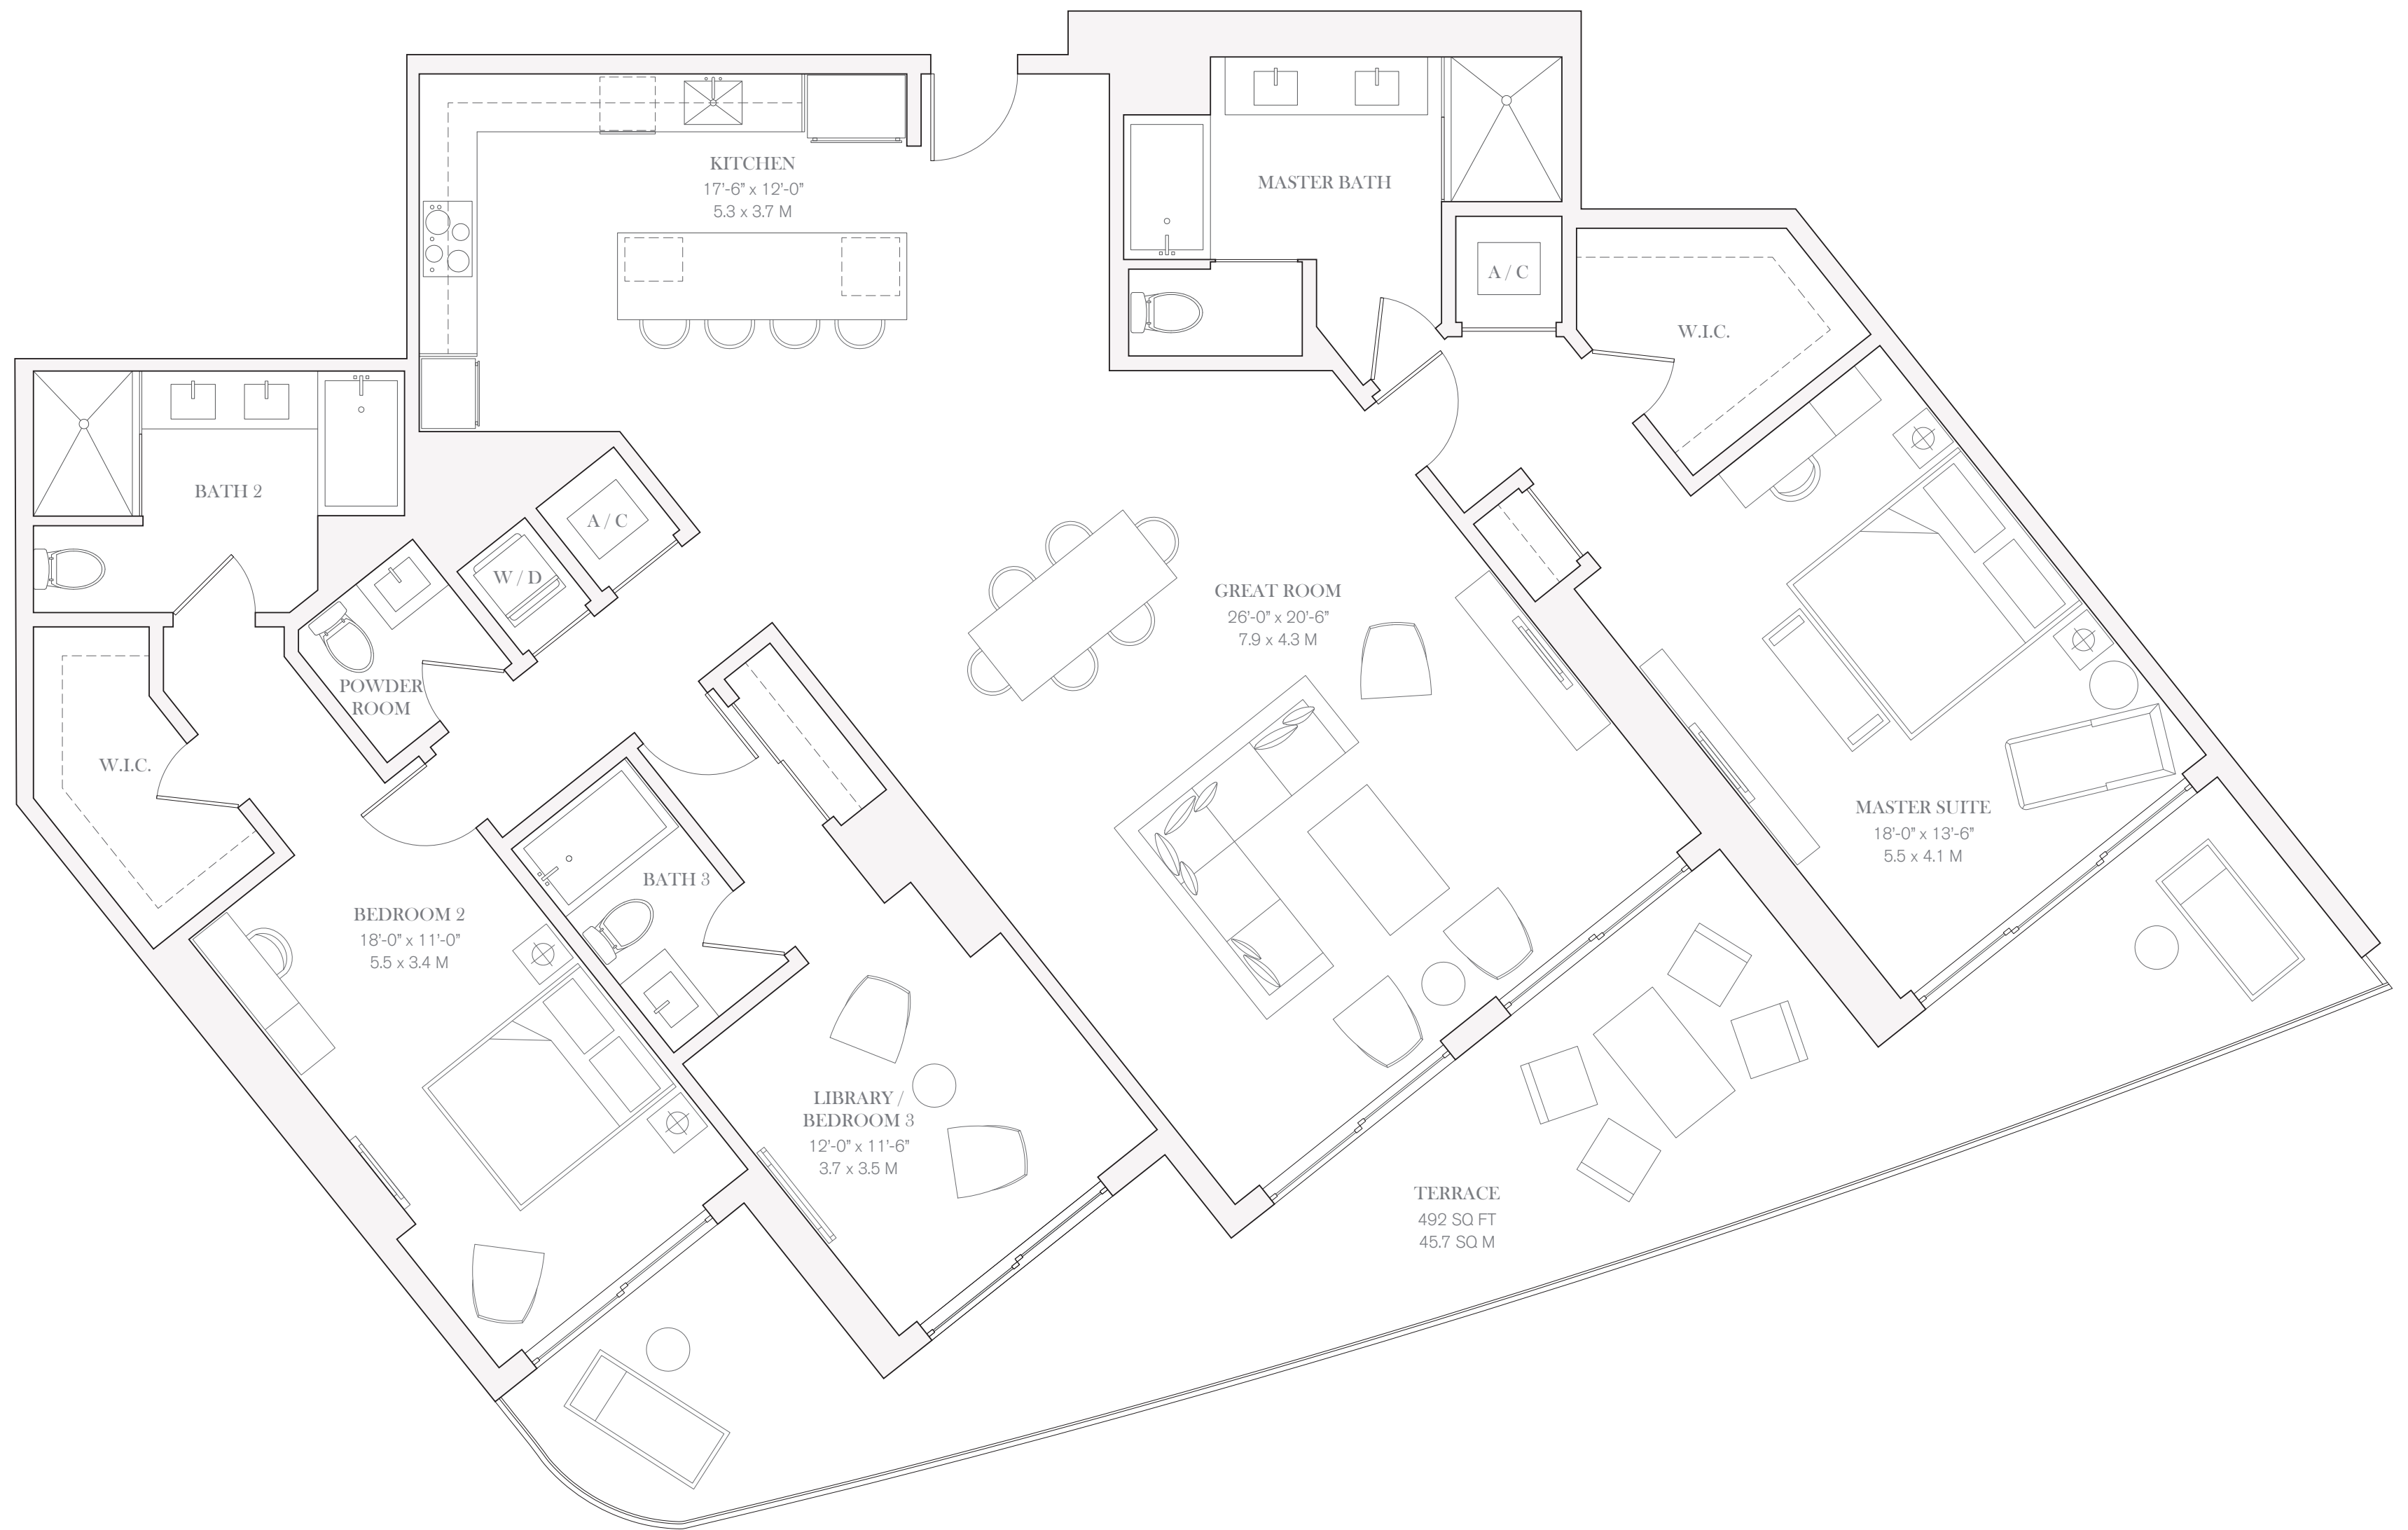 KITCHEN
17'-6" x 12'-0"
5.3 x 3.7 M
MASTER BATH
A / C
W.I.C.
BATH 2
A / C
W / D
POWDER
ROOM
W.I.C.
GREAT ROOM
26'-0" x 20'-6"
7.9 x 4.3 M
MASTER SUITE
18'-0" x 13'-6"
5.5 x 4.1 M
BATH 3
BEDROOM 2
18'-0" x 11'-0"
5.5 x 3.4 M
LIBRARY /
BEDROOM 3
12'-0" x 11'-6"
3.7 x 3.5 M
TERRACE
492 SQ FT
45.7 SQ M